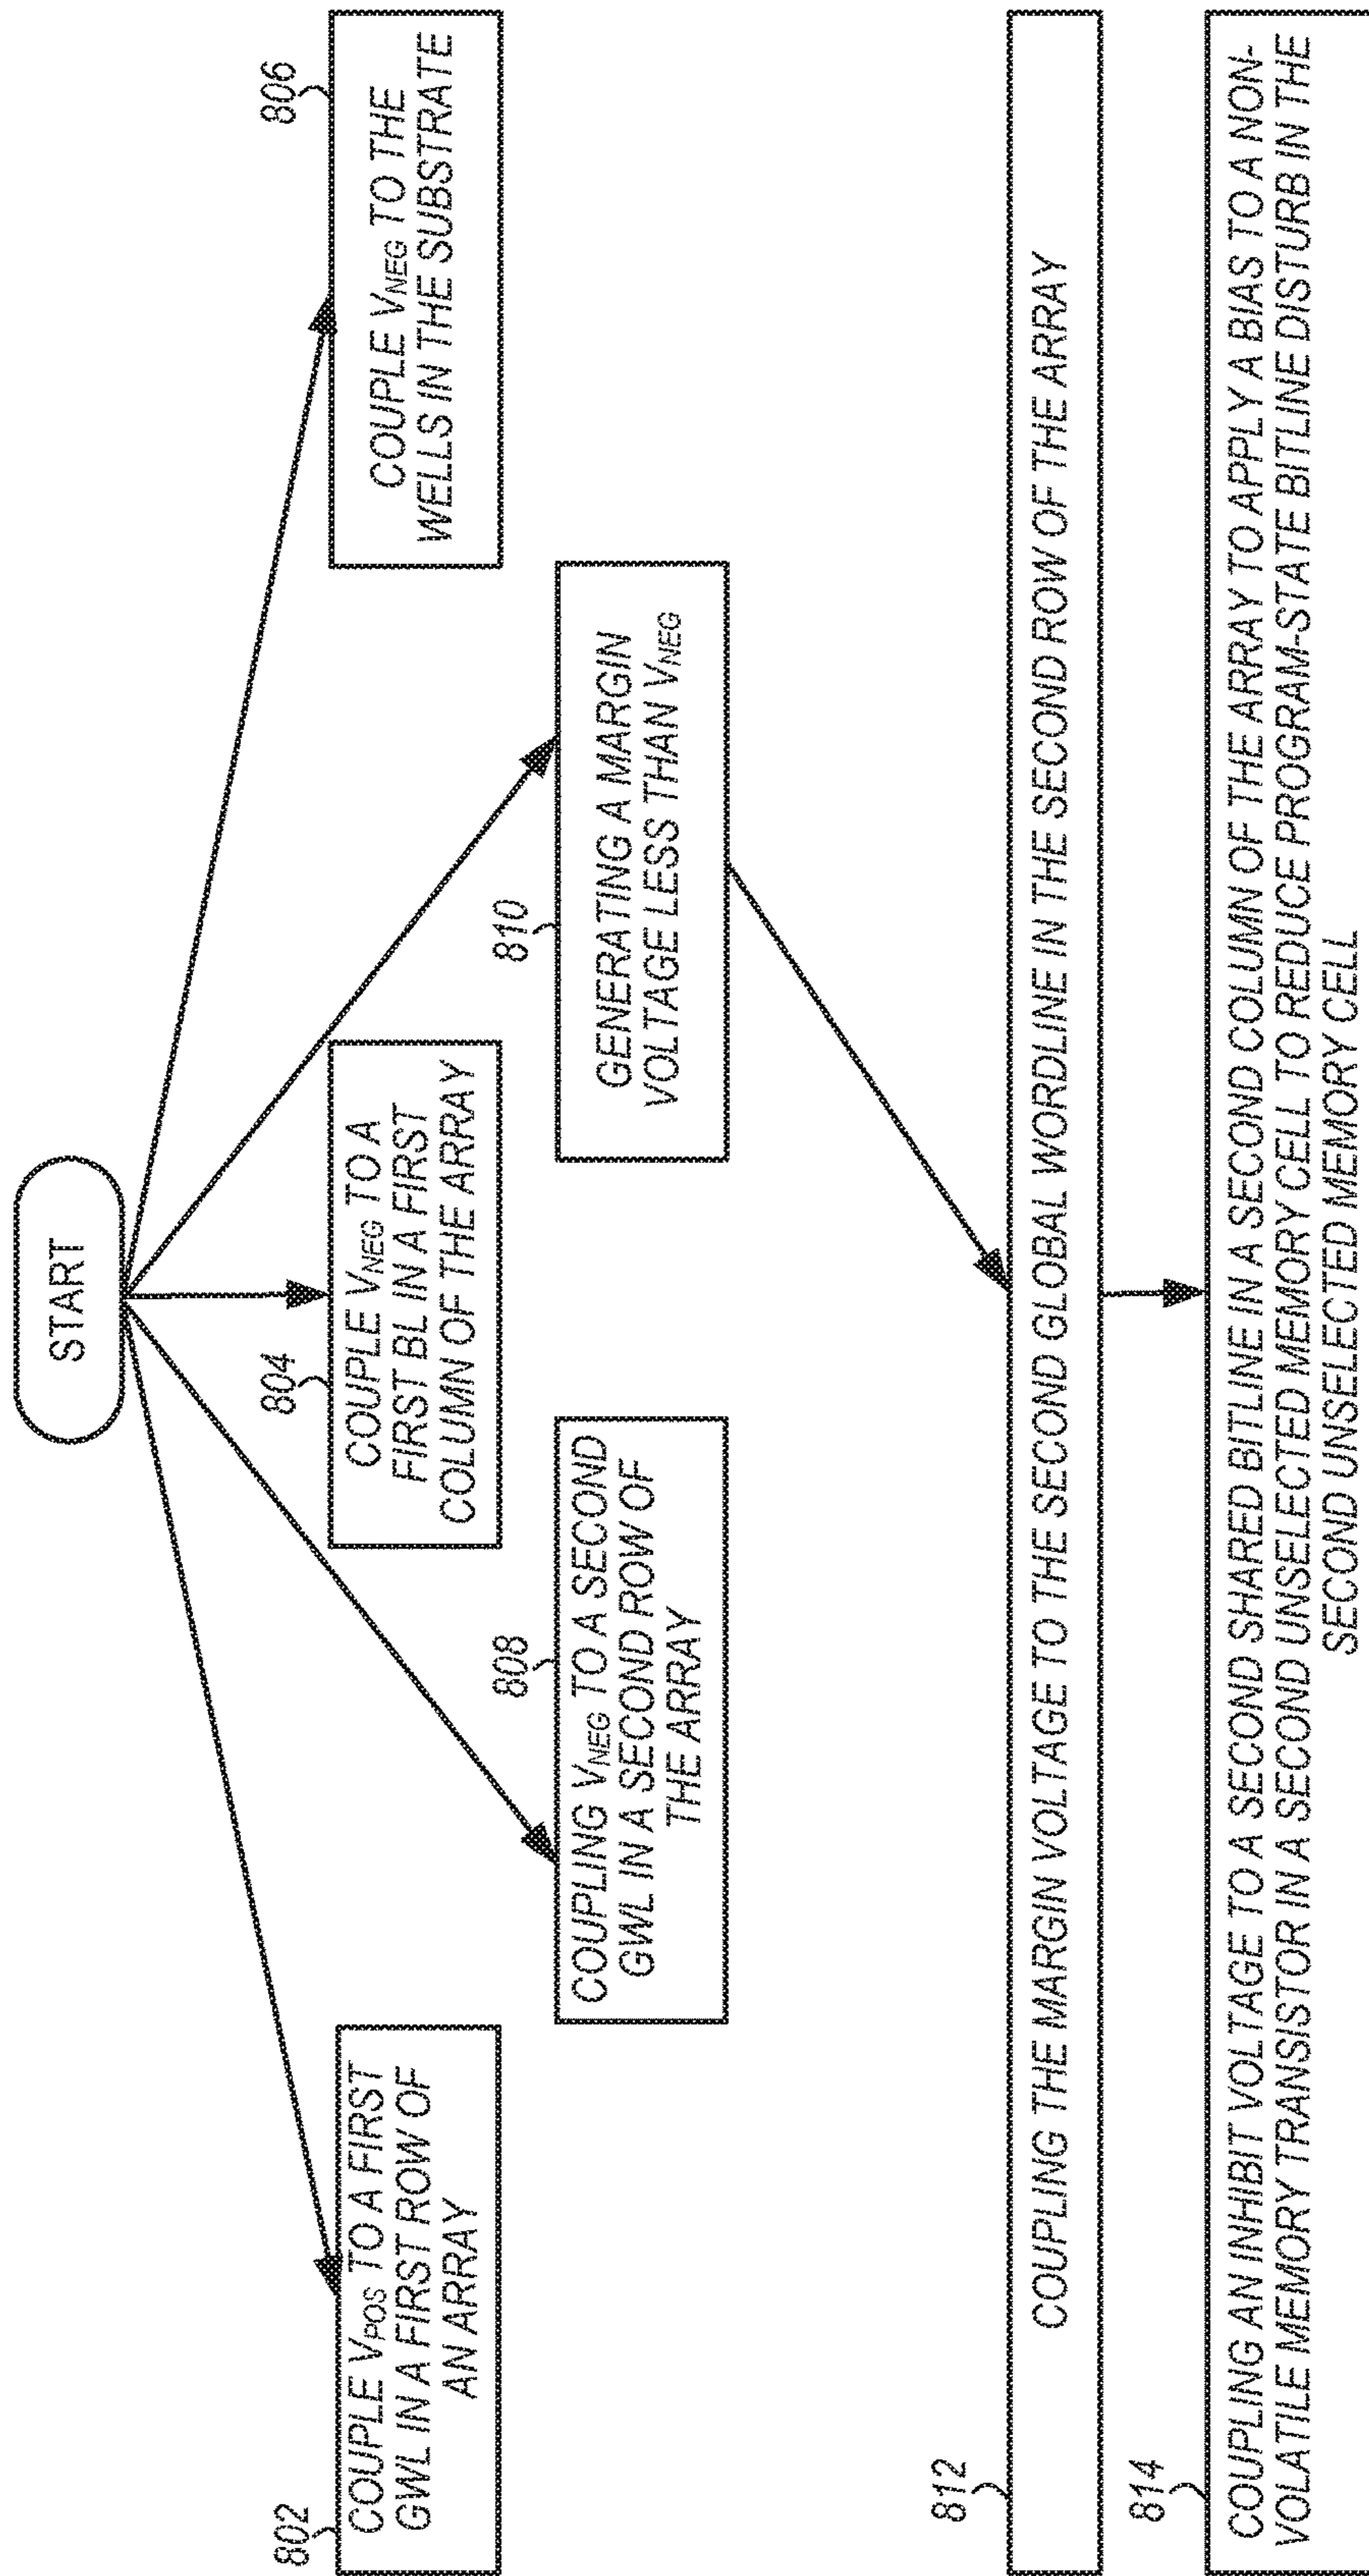 START
802
COUPLE VPOS TO A FIRST
GWL IN A FIRST ROW OF
AN ARRAY
804
COUPLE VNEG TO A
FIRST BL IN A FIRST
COLUMN OF THE ARRAY
806
COUPLE VNEG TO THE
WELLS IN THE SUBSTRATE
808
COUPLING VNEG TO A SECOND
GWL IN A SECOND ROW OF
THE ARRAY
810
GENERATING A MARGIN
VOLTAGE LESS THAN VNEG
812
COUPLING THE MARGIN VOLTAGE TO THE SECOND GLOBAL WORDLINE IN THE SECOND ROW OF THE ARRAY
814
COUPLING AN INHIBIT VOLTAGE TO A SECOND SHARED BITLINE IN A SECOND COLUMN OF THE ARRAY TO APPLY A BIAS TO A NON-
VOLATILE MEMORY TRANSISTOR IN A SECOND UNSELECTED MEMORY CELL TO REDUCE PROGRAM-STATE BITLINE DISTURB IN THE
SECOND UNSELECTED MEMORY CELL